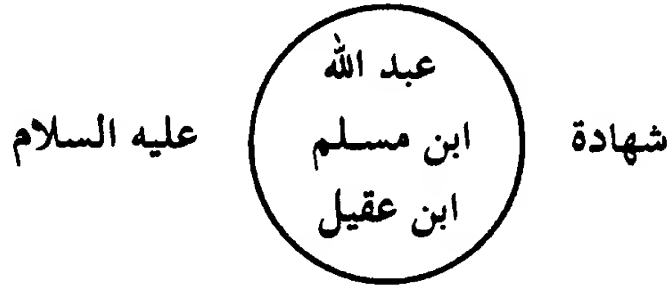 شهادة
عبد الله
ابن مسلم
ابن عقيل
عليه السلام